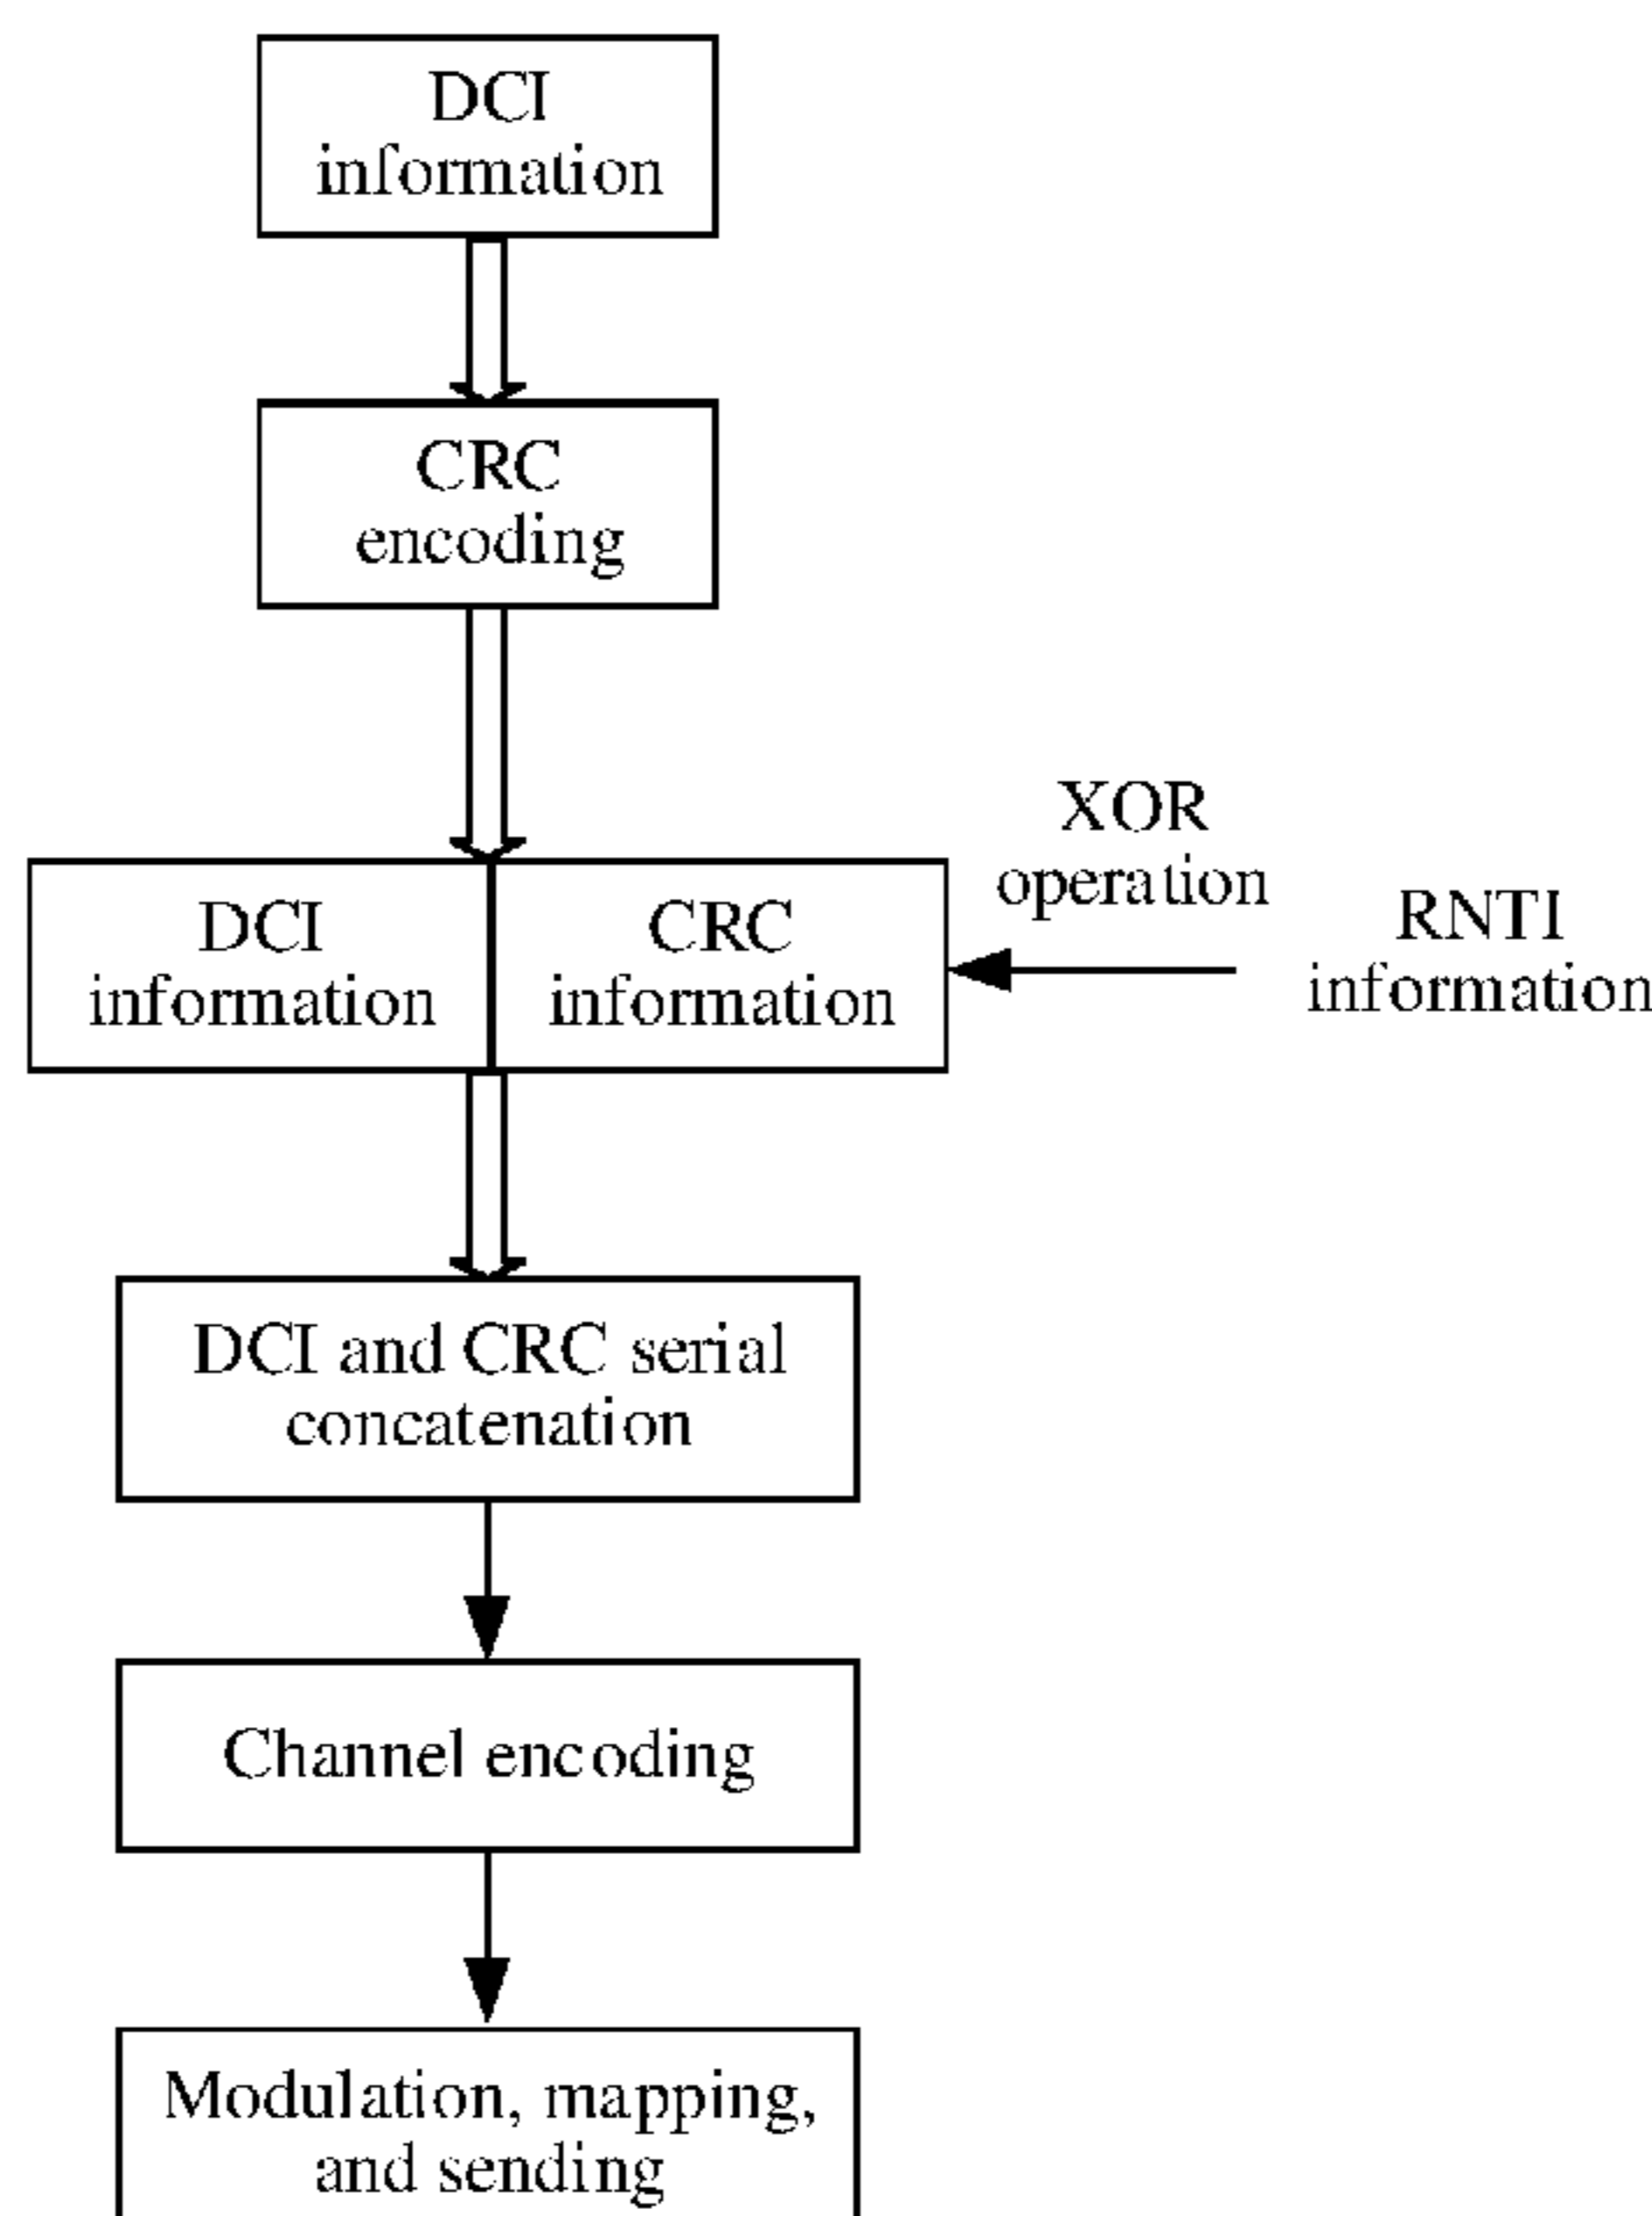 DCI
information
CRC
encoding
XOR
operation
DCI
information
CRC
information
RNTI
information
DCI and CRC serial
concatenation
Channel encoding
Modulation, mapping,
and sending